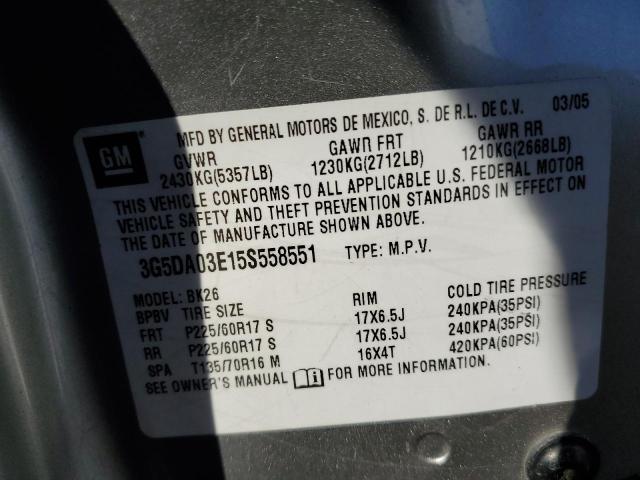 MFD BY GENERAL MOTORS DE MEXICO, S. DE R.L. DE C.V. 03/05
GM
GVWR GAWR FRT GAWR RR
2430KG(5357LB) 1230KG(2712LB) 1210KG(2668LB)
THIS VEHICLE CONFORMS TO ALL APPLICABLE U.S. FEDERAL MOTOR
VEHICLE SAFETY AND THEFT PREVENTION STANDARDS IN EFFECT ON
THE DATE OF MANUFACTURE SHOWN ABOVE.
3G5DA03E15S558551 TYPE: M.P.V.
MODEL: BK26
BPBV TIRE SIZE RIM COLD TIRE PRESSURE
FRT P225/60R17 S 17X6.5J 240KPA(35PSI)
RR P225/60R17 S 17X6.5J 240KPA(35PSI)
SPA T135/70R16 M 16X4T 420KPA(60PSI)
SEE OWNER'S MANUAL FOR MORE INFORMATION.